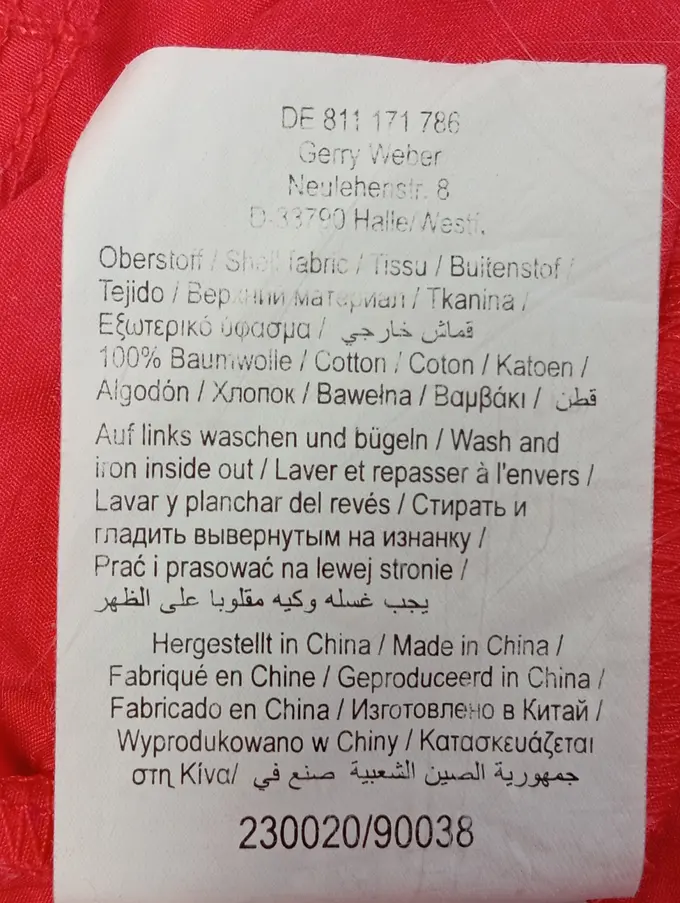 DE 811 171 786
Gerry Weber
Neulehenstr. 8
D-33790 Halle/Westf.
Oberstoff / Shell fabric / Tissu / Buitenstof /
Tejido / Верхний материал / Tkanina /
Εξωτερικό ύφασμα / قماش خارجي
100% Baumwolle / Cotton / Coton / Katoen /
Algodón / Хлопок / Bawełna / Βαμβάκι / قطن
Auf links waschen und bügeln / Wash and
iron inside out / Laver et repasser à l'envers /
Lavar y planchar del revés / Стирать и
гладить вывернутым на изнанку /
Prać i prasować na lewej stronie /
يجب غسله وكيه مقلوبا على الظهر
Hergestellt in China / Made in China /
Fabriqué en Chine / Geproduceerd in China /
Fabricado en China / Изготовлено в Китай /
Wyprodukowano w Chiny / Κατασκευάζεται
στη Κίνα/ جمهورية الصين الشعبية صنع في
230020/90038